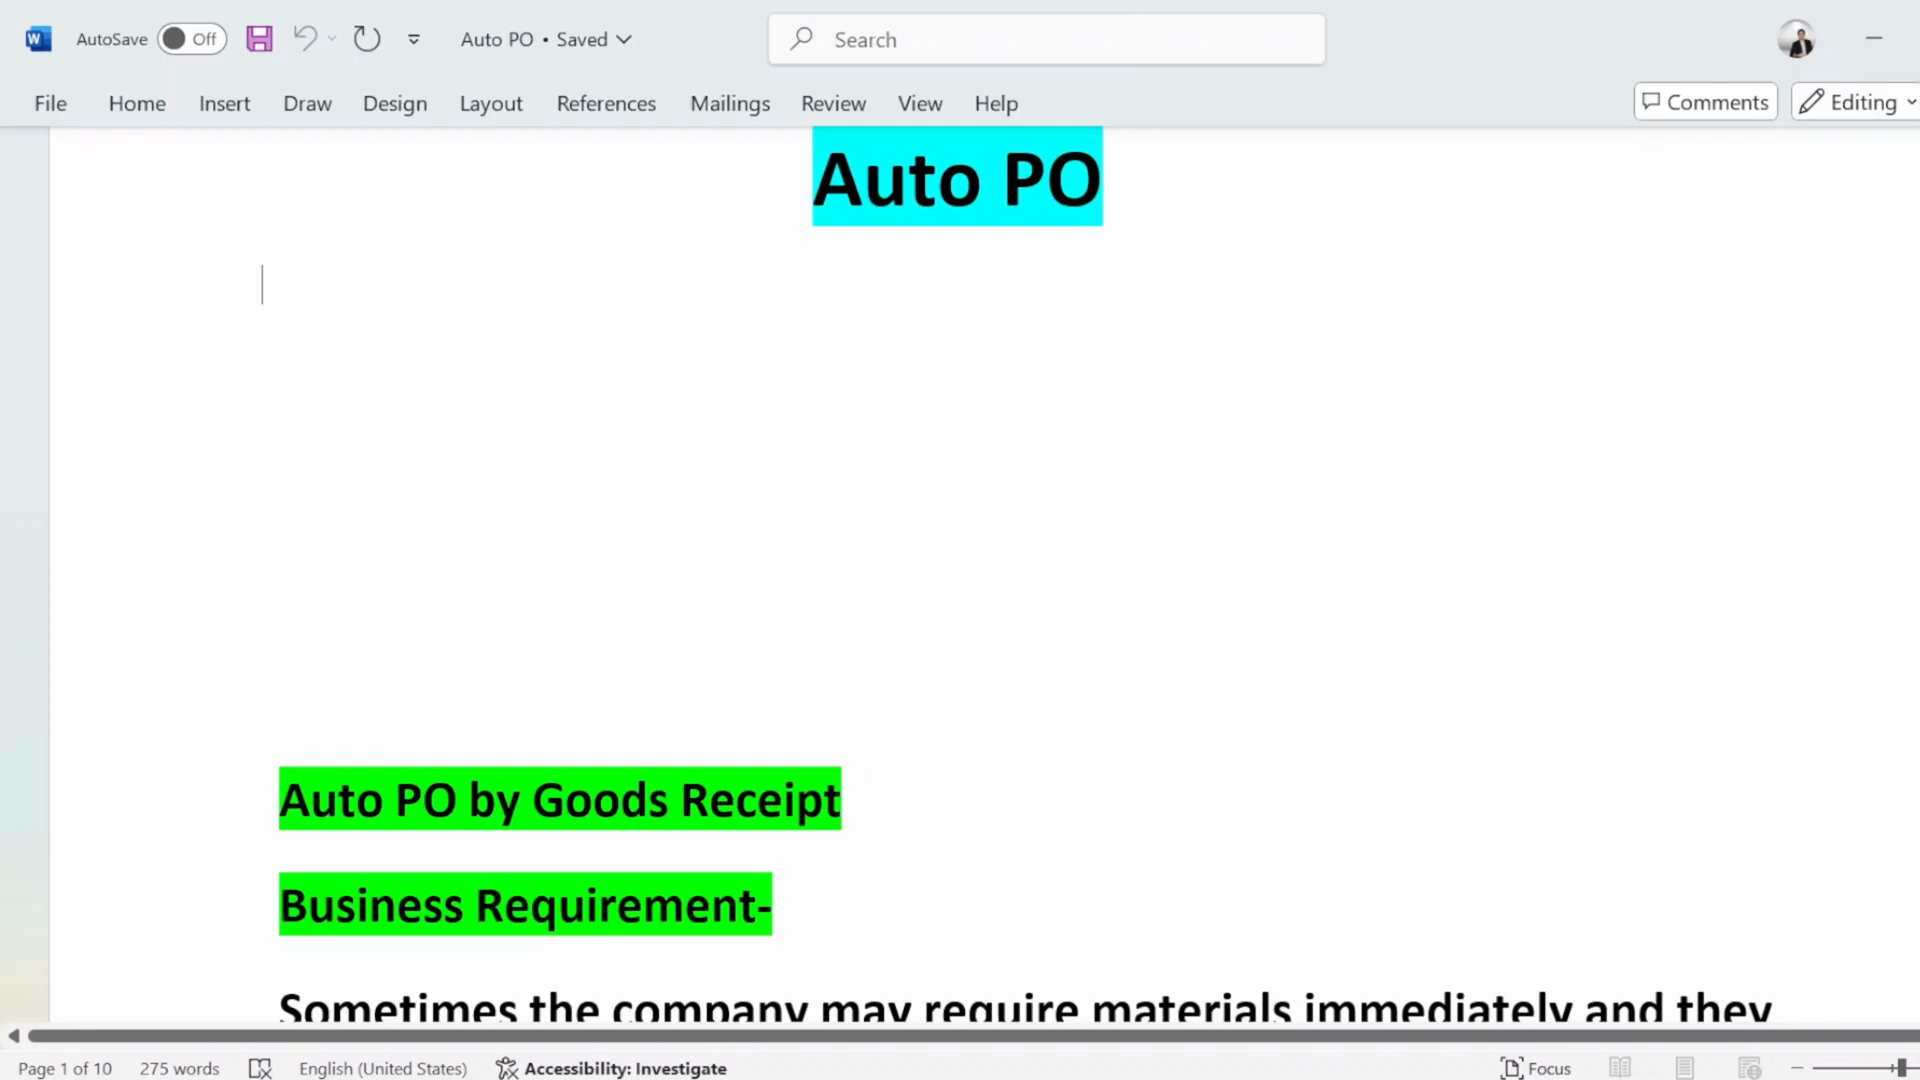 W AutoSave Off Auto PO • Saved Search
File Home Insert Draw Design Layout References Mailings Review View Help Comments Editing
Auto PO
Auto PO by Goods Receipt
Business Requirement-
Sometimes the company may require materials immediately and they
Page 1 of 10 275 words English (United States) Accessibility: Investigate Focus